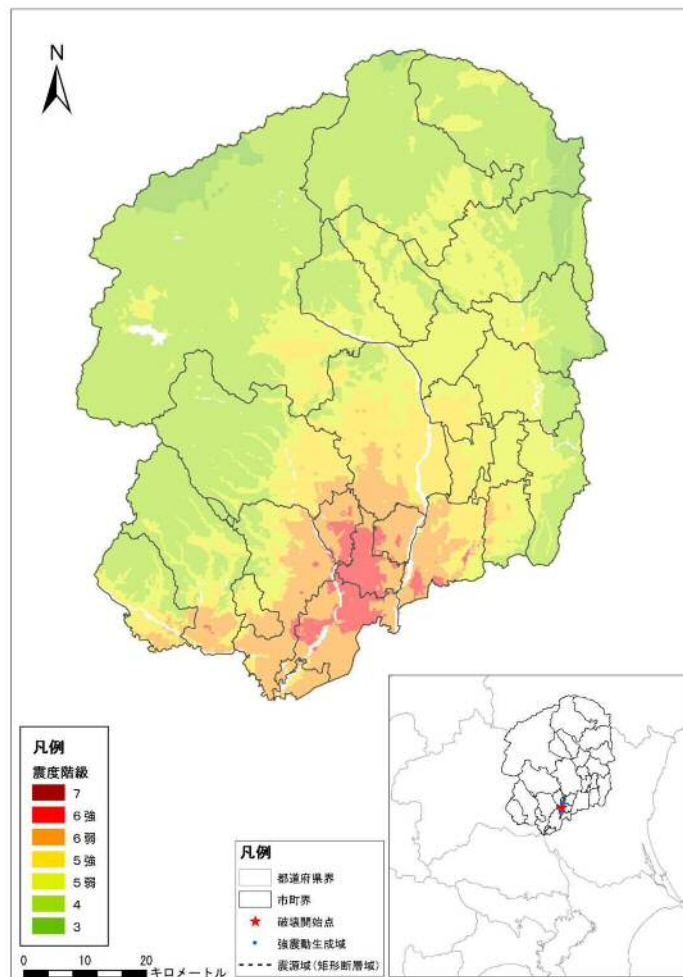 N
凡例
震度階級
7
6強
6弱
5強
5弱
4
3
0 10 20
キロメートル
凡例
都道府県界
市町界
破壊開始点
強震動生成域
震源域(矩形断層域)